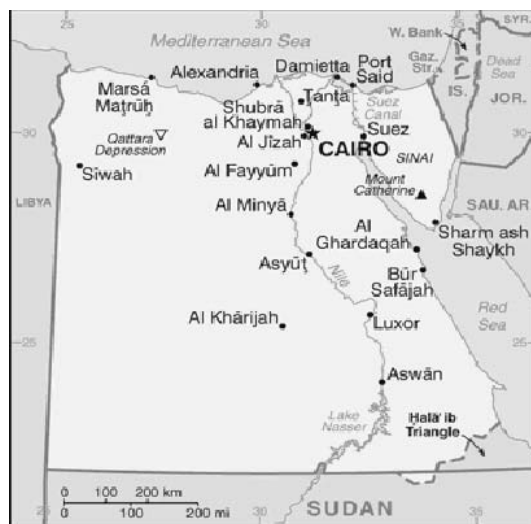 25
30
35
SYR.
Mediterranean Sea
W. Bank
Dead
Sea
Alexandria
Damietta
Port
Said
Gaz.
Str.
IS.
JOR.
Marsá
Maţrūḩ
Ţanţā
Shubrā
al Khaymah
Suez
Canal
30
Qattara
Depression
Al Jīzah
CAIRO
Suez
30
SINAI
Sīwah
Al Fayyūm
Mount
Catherine
LIBYA
SAU. AR
Al Minyā
Al
Ghardaqah
Sharm ash
Shaykh
Asyūţ
Nile
Būr
Safājah
Al Khārijah
Luxor
Red
Sea
25
25
Aswān
Lake
Nasser
Ḩalā'ib
Triangle
0 100 200 km
0 100 200 mi
25
30
35
SUDAN